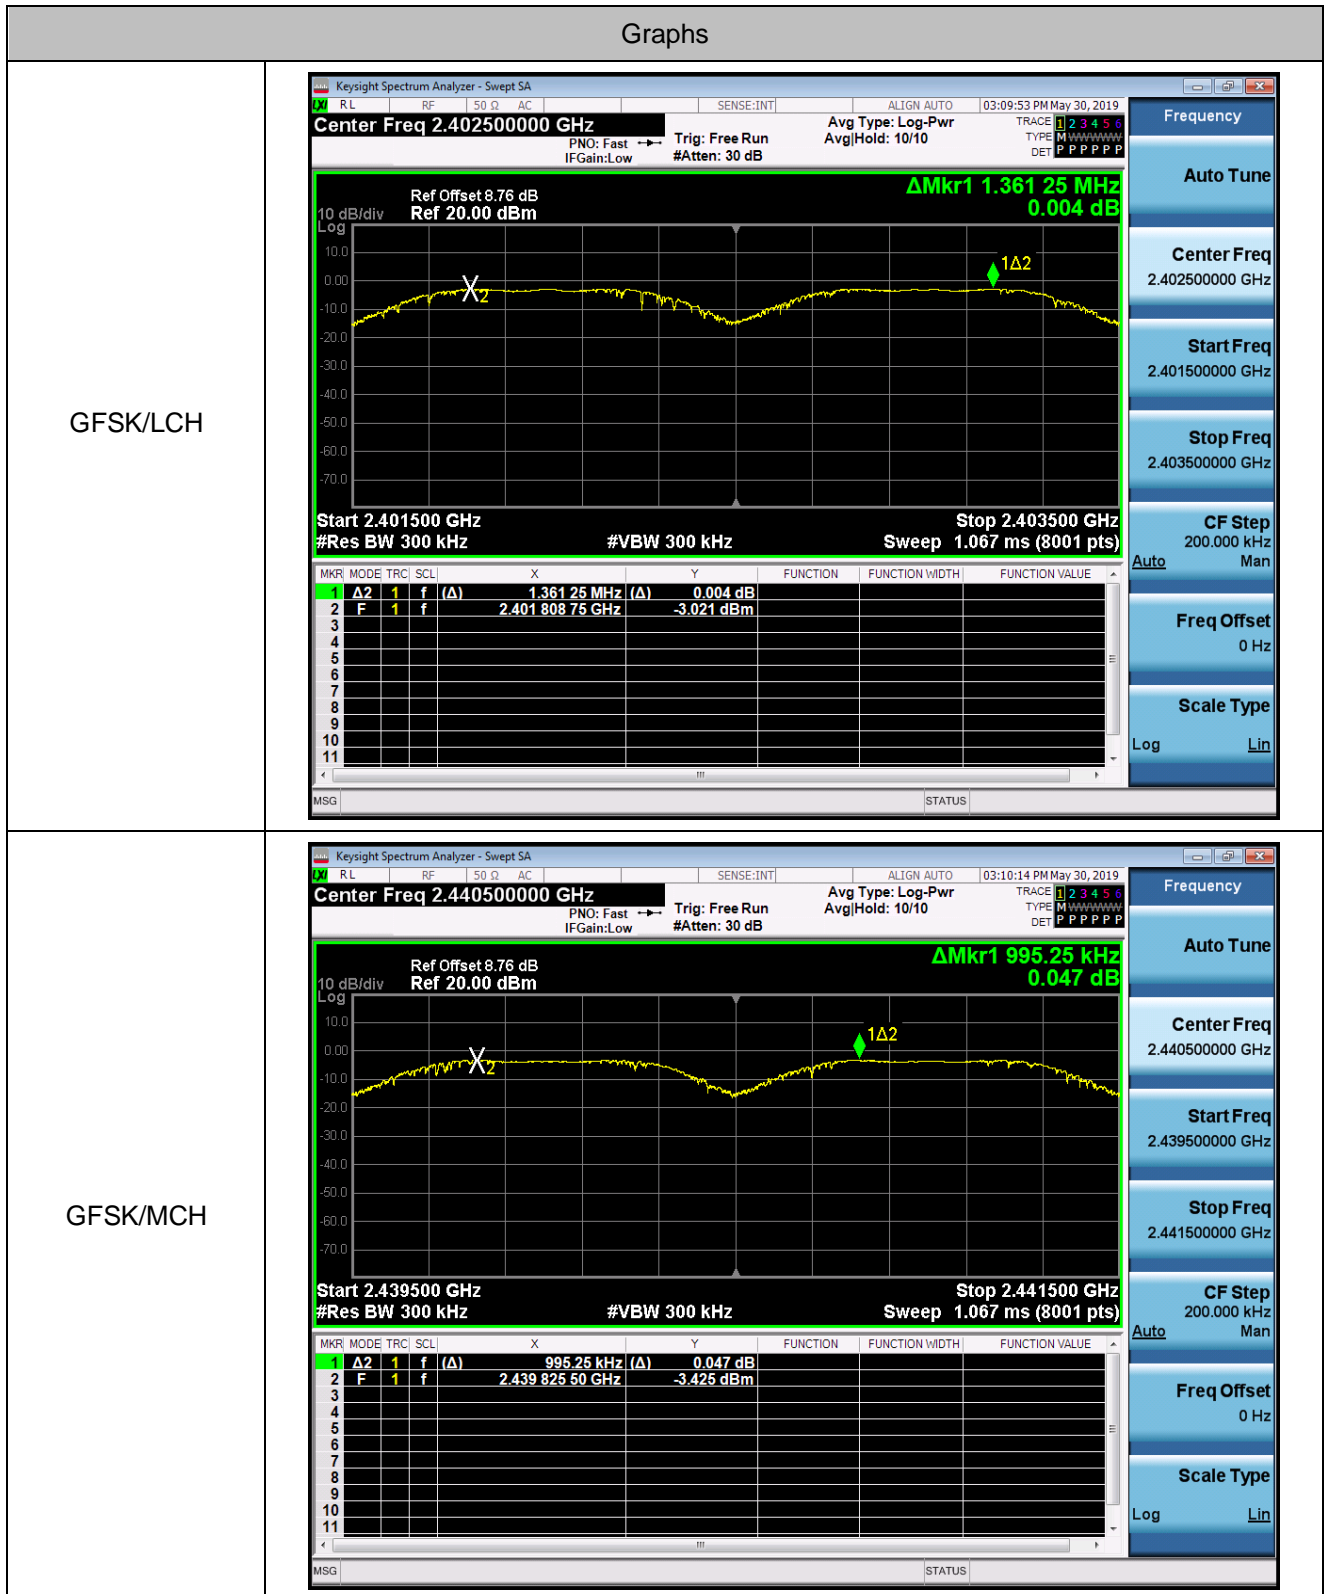 Graphs
GFSK/LCH
Keysight Spectrum Analyzer - Swept SA
LXI RL RF 50 Ω AC SENSE:INT ALIGN AUTO 03:09:53 PM May 30, 2019
Center Freq 2.402500000 GHz
PNO: Fast
IFGain:Low
Trig: Free Run
#Atten: 30 dB
Avg Type: Log-Pwr
Avg|Hold: 10/10
TRACE 1 2 3 4 5 6
TYPE M WWWWW
DET P P P P P P
Frequency
Auto Tune
Center Freq
2.402500000 GHz
Start Freq
2.401500000 GHz
Stop Freq
2.403500000 GHz
CF Step
200.000 kHz
Auto Man
Freq Offset
0 Hz
Scale Type
Log Lin
ΔMkr1 1.361 25 MHz
0.004 dB
Ref Offset 8.76 dB
10 dB/div Ref 20.00 dBm
Log
10.0
0.00
-10.0
-20.0
-30.0
-40.0
-50.0
-60.0
-70.0
X2
1Δ2
Start 2.401500 GHz Stop 2.403500 GHz
#Res BW 300 kHz #VBW 300 kHz Sweep 1.067 ms (8001 pts)
MKR MODE TRC SCL X Y FUNCTION FUNCTION WIDTH FUNCTION VALUE
1 Δ2 1 f (Δ) 1.361 25 MHz (Δ) 0.004 dB
2 F 1 f 2.401 808 75 GHz -3.021 dBm
3
4
5
6
7
8
9
10
11
MSG STATUS
GFSK/MCH
Keysight Spectrum Analyzer - Swept SA
LXI RL RF 50 Ω AC SENSE:INT ALIGN AUTO 03:10:14 PM May 30, 2019
Center Freq 2.440500000 GHz
PNO: Fast
IFGain:Low
Trig: Free Run
#Atten: 30 dB
Avg Type: Log-Pwr
Avg|Hold: 10/10
TRACE 1 2 3 4 5 6
TYPE M WWWWW
DET P P P P P P
Frequency
Auto Tune
Center Freq
2.440500000 GHz
Start Freq
2.439500000 GHz
Stop Freq
2.441500000 GHz
CF Step
200.000 kHz
Auto Man
Freq Offset
0 Hz
Scale Type
Log Lin
ΔMkr1 995.25 kHz
0.047 dB
Ref Offset 8.76 dB
10 dB/div Ref 20.00 dBm
Log
10.0
0.00
-10.0
-20.0
-30.0
-40.0
-50.0
-60.0
-70.0
X2
1Δ2
Start 2.439500 GHz Stop 2.441500 GHz
#Res BW 300 kHz #VBW 300 kHz Sweep 1.067 ms (8001 pts)
MKR MODE TRC SCL X Y FUNCTION FUNCTION WIDTH FUNCTION VALUE
1 Δ2 1 f (Δ) 995.25 kHz (Δ) 0.047 dB
2 F 1 f 2.439 825 50 GHz -3.425 dBm
3
4
5
6
7
8
9
10
11
MSG STATUS